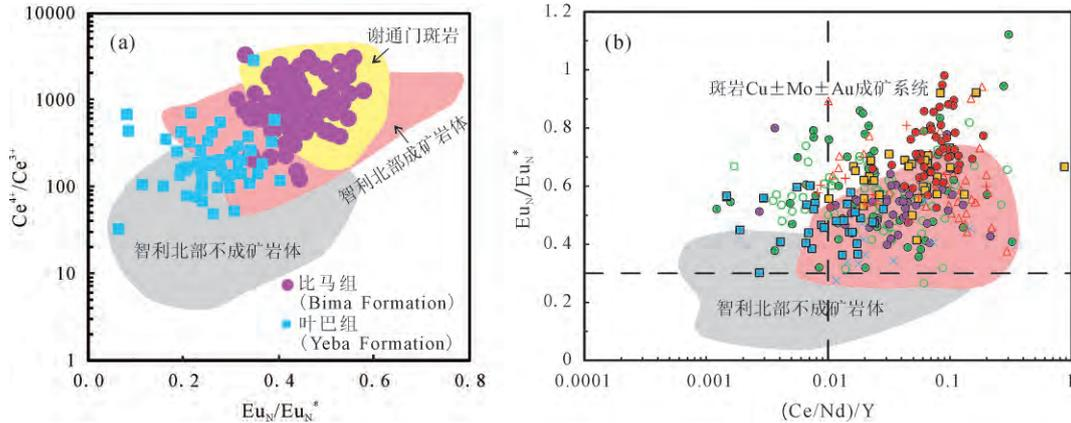 (a)
谢通门斑岩
智利北部成矿岩体
智利北部不成矿岩体
比马组
(Bima Formation)
叶巴组
(Yeba Formation)
10000
1000
100
10
1
Ce⁴⁺/Ce³⁺
0.0 0.2 0.4 0.6 0.8
Eu_N/Eu_N*
(b)
斑岩Cu±Mo±Au成矿系统
智利北部不成矿岩体
1.2
1
0.8
0.6
0.4
0.2
0
Eu_N/Eu_N*
0.0001 0.001 0.01 0.1 1
(Ce/Nd)/Y